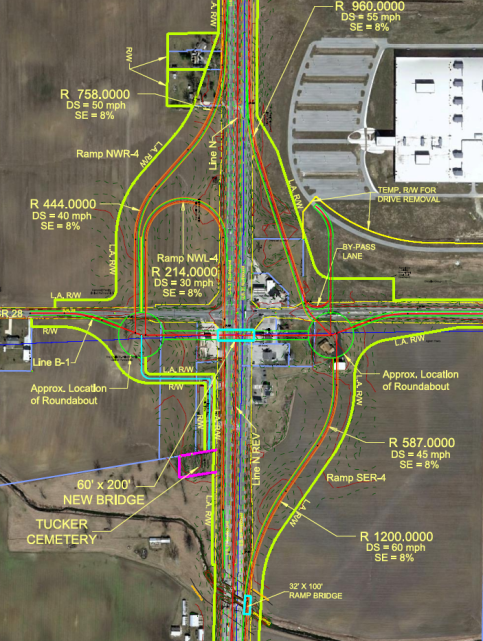 L.A. R/W
R 960.0000
DS = 55 mph
SE = 8%
R/W
R 758.0000
DS = 50 mph
SE = 8%
Line N
L.A. R/W
Ramp NWR-4
L.A. R/W
TEMP. R/W FOR
DRIVE REMOVAL
R 444.0000
DS = 40 mph
SE = 8%
L.A. R/W
Ramp NWL-4
R 214.0000
DS = 30 mph
SE = 8%
BY-PASS
LANE
L.A. R/W
L.A. R/W
CR 28
R/W
L.A. R/W
Line B-1
L.A. R/W
R/W
L.A. R/W
Approx. Location
of Roundabout
Approx. Location
of Roundabout
R/W
L.A. R/W
R 587.0000
DS = 45 mph
SE = 8%
Line N REV
Ramp SER-4
60' x 200'
NEW BRIDGE
TUCKER
CEMETERY
L.A. R/W
L.A. R/W
R 1200.0000
DS = 60 mph
SE = 8%
32' X 100'
RAMP BRIDGE